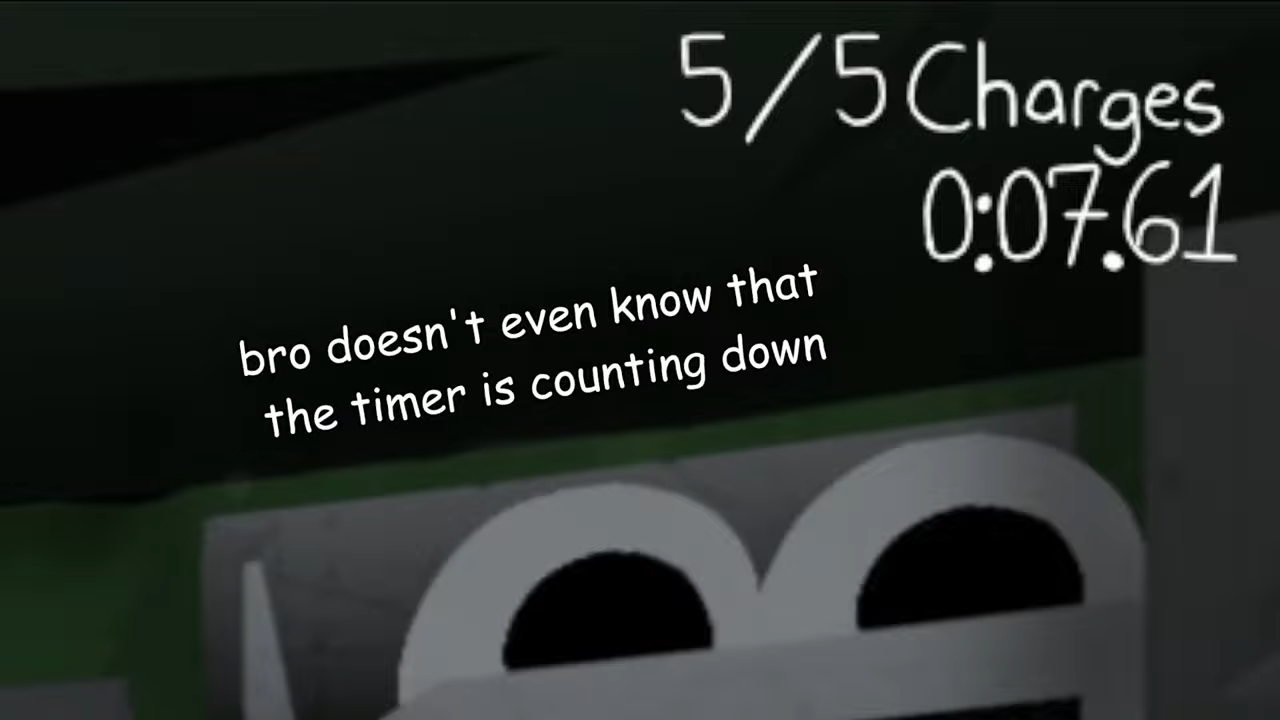 5/5 Charges
0:07.61
bro doesn't even know that
the timer is counting down